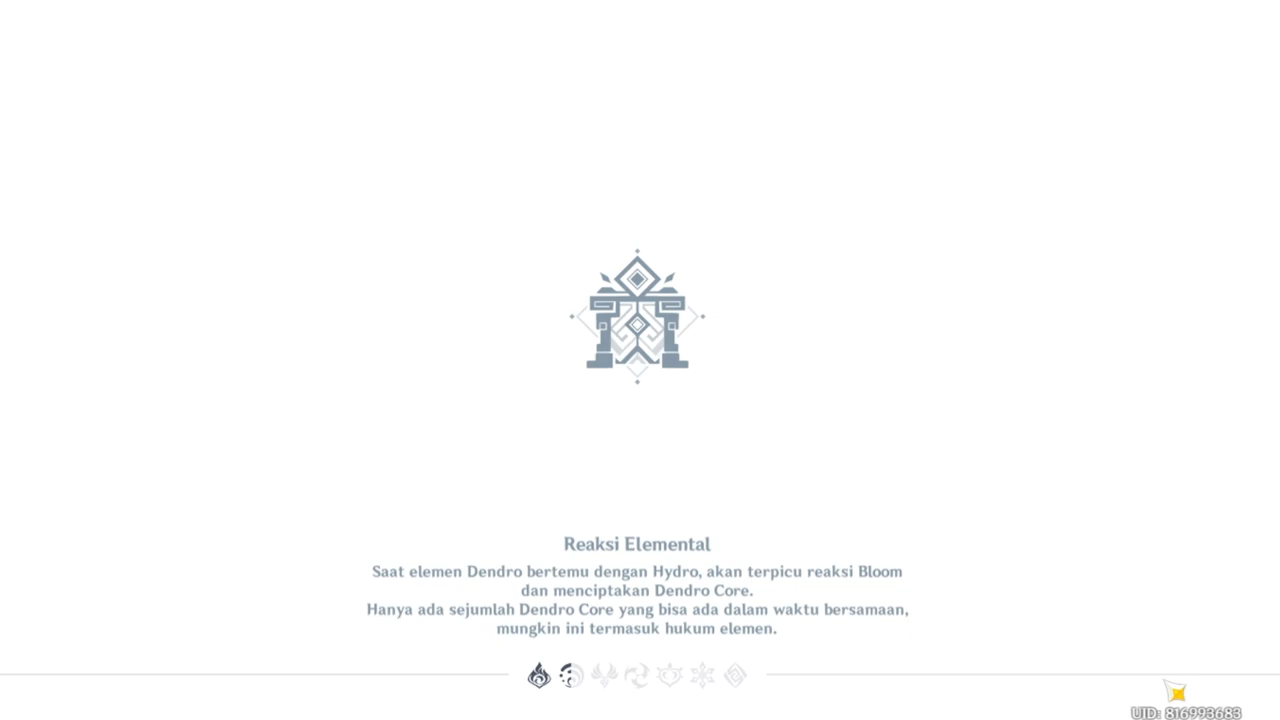 Reaksi Elemental
Saat elemen Dendro bertemu dengan Hydro, akan terpicu reaksi Bloom
dan menciptakan Dendro Core.
Hanya ada sejumlah Dendro Core yang bisa ada dalam waktu bersamaan,
mungkin ini termasuk hukum elemen.
UID: 816993683